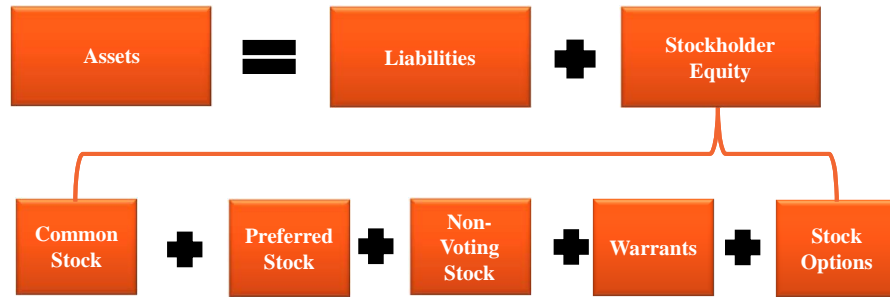 Assets
Liabilities
Stockholder
Equity
Common
Stock
Preferred
Stock
Non-
Voting
Stock
Warrants
Stock
Options